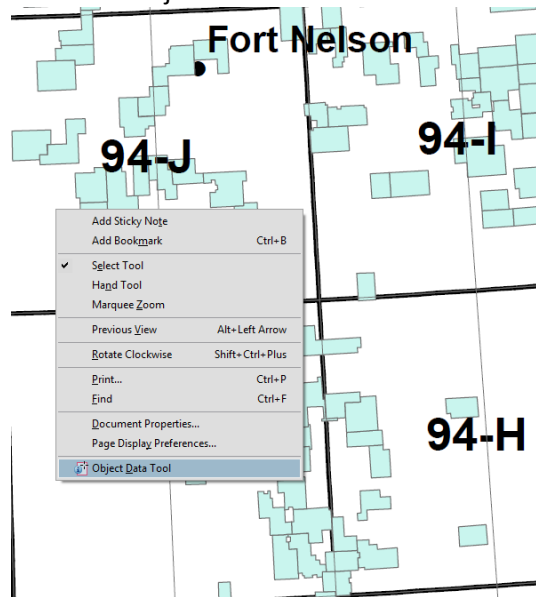 Fort Nelson
94-J
94-I
Add Sticky Note
Add Bookmark Ctrl+B
Select Tool
Hand Tool
Marquee Zoom
Previous View Alt+Left Arrow
Rotate Clockwise Shift+Ctrl+Plus
Print... Ctrl+P
Find Ctrl+F
Document Properties...
Page Display Preferences...
Object Data Tool
94-H